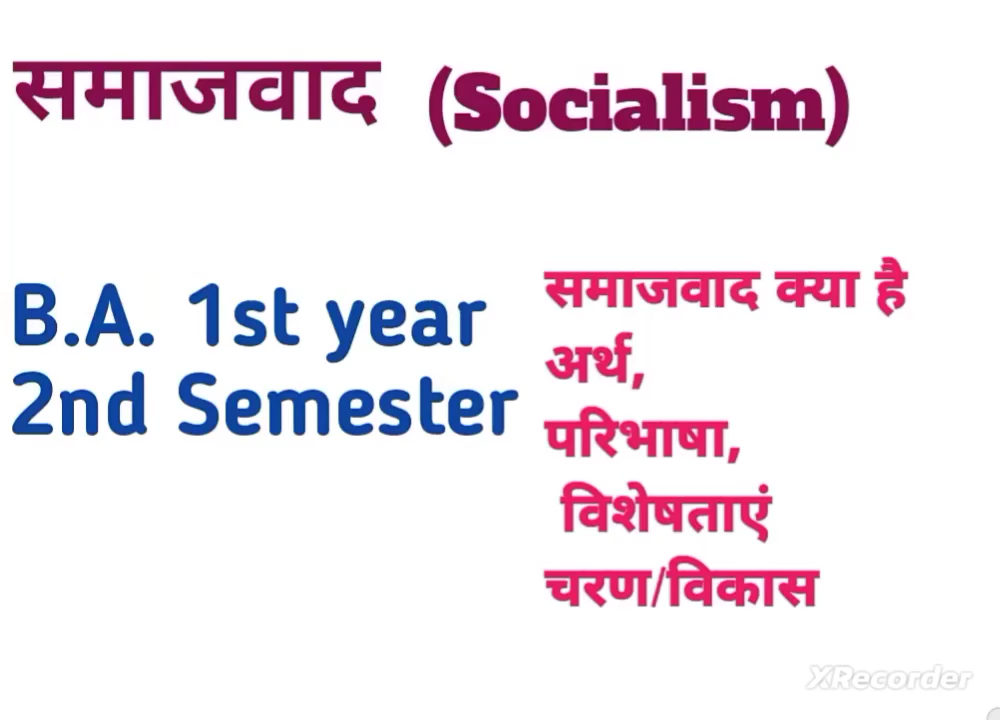 समाजवाद (Socialism)
B.A. 1st year
2nd Semester
समाजवाद क्या है
अर्थ,
परिभाषा,
विशेषताएं
चरण/विकास
XRecorder